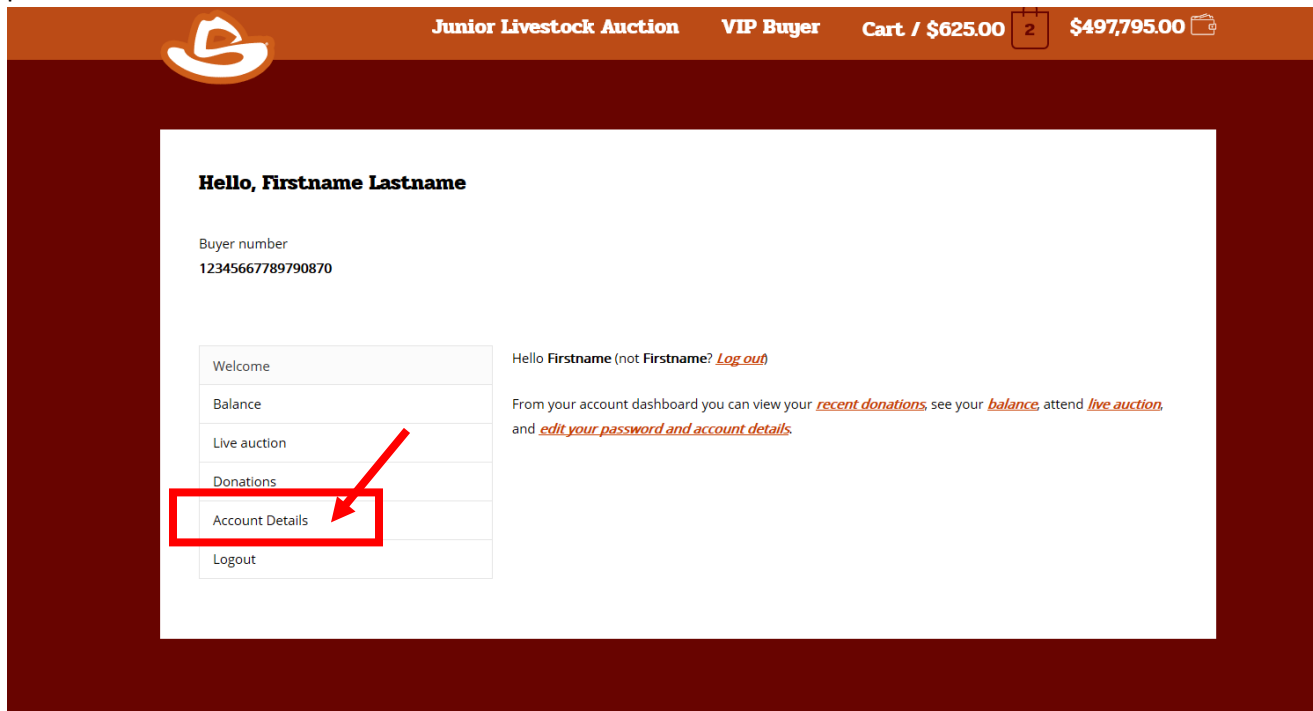 Junior Livestock Auction VIP Buyer Cart / $625.00 2 $497,795.00
Hello, Firstname Lastname
Buyer number
12345667789790870
Welcome
Balance
Live auction
Donations
Account Details
Logout
Hello Firstname (not Firstname? Log out)
From your account dashboard you can view your recent donations, see your balance, attend live auction,
and edit your password and account details.